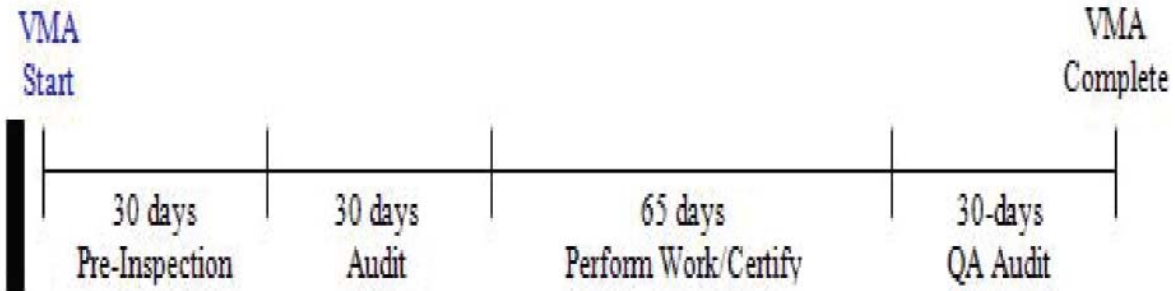 VMA
Start
VMA
Complete
30 days
Pre-Inspection
30 days
Audit
65 days
Perform Work/Certify
30-days
QA Audit